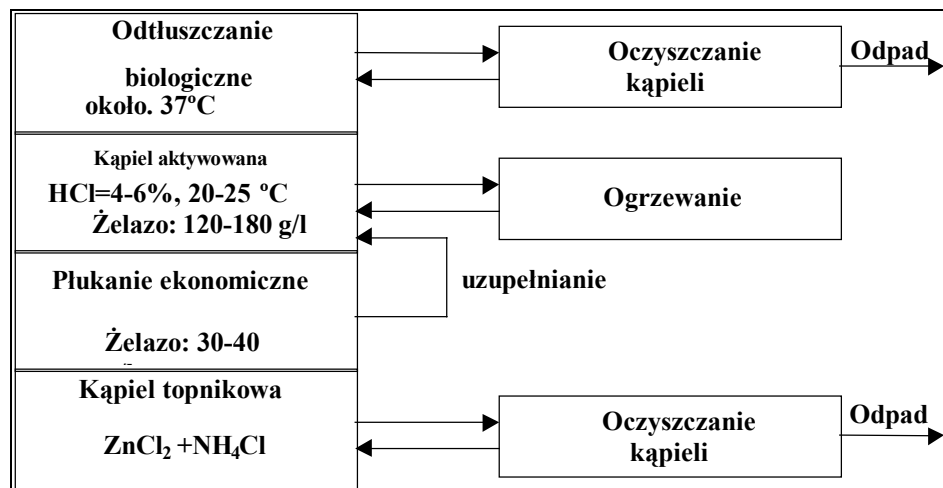 Odtłuszczanie
biologiczne
około. 37ºC
Oczyszczanie
kąpieli
Odpad
Kąpiel aktywowana
HCl=4-6%, 20-25 ºC
Żelazo: 120-180 g/l
Ogrzewanie
Płukanie ekonomiczne
Żelazo: 30-40
uzupełnianie
Kąpiel topnikowa
ZnCl₂ +NH₄Cl
Oczyszczanie
kąpieli
Odpad